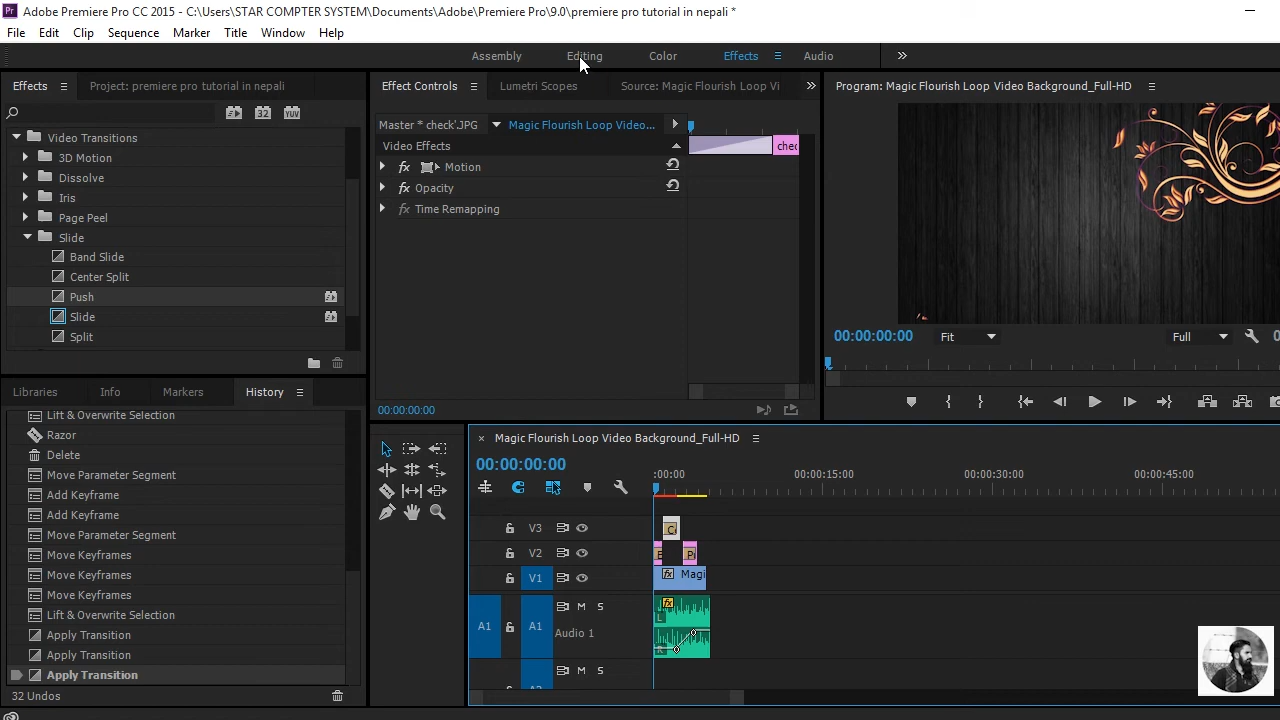 Adobe Premiere Pro CC 2015 - C:\Users\STAR COMPTER SYSTEM\Documents\Adobe\Premiere Pro\9.0\premiere pro tutorial in nepali *
File Edit Clip Sequence Marker Title Window Help
Assembly Editing Color Effects Audio
Effects Project: premiere pro tutorial in nepali
Effect Controls Lumetri Scopes Source: Magic Flourish Loop Vi
Program: Magic Flourish Loop Video Background_Full-HD
32 YUV
Master * check'.JPG Magic Flourish Loop Video...
Video Effects
chec
Motion
Opacity
Time Remapping
Video Transitions
3D Motion
Dissolve
Iris
Page Peel
Slide
Band Slide
Center Split
Push
Slide
Split
00:00:00:00 Fit Full
00:00:00:00
Libraries Info Markers History
Lift & Overwrite Selection
Razor
Delete
Move Parameter Segment
Add Keyframe
Add Keyframe
Move Parameter Segment
Move Keyframes
Move Keyframes
Move Keyframes
Lift & Overwrite Selection
Apply Transition
Apply Transition
Apply Transition
32 Undos
Magic Flourish Loop Video Background_Full-HD
00:00:00:00
:00:00 00:00:15:00 00:00:30:00 00:00:45:00
V3
V2
V1 fx Magi
A1 A1 M S
Audio 1
L
R
M S